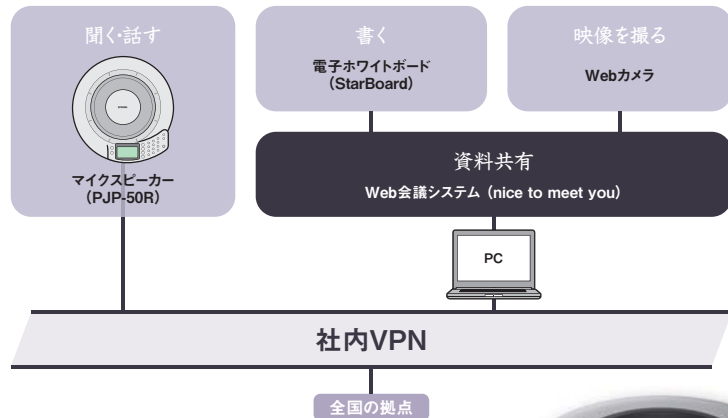 聞く・話す
マイクスピーカー
（PJP-50R）
書く
電子ホワイトボード
（StarBoard）
映像を撮る
Webカメラ
資料共有
Web会議システム（nice to meet you）
PC
社内VPN
全国の拠点